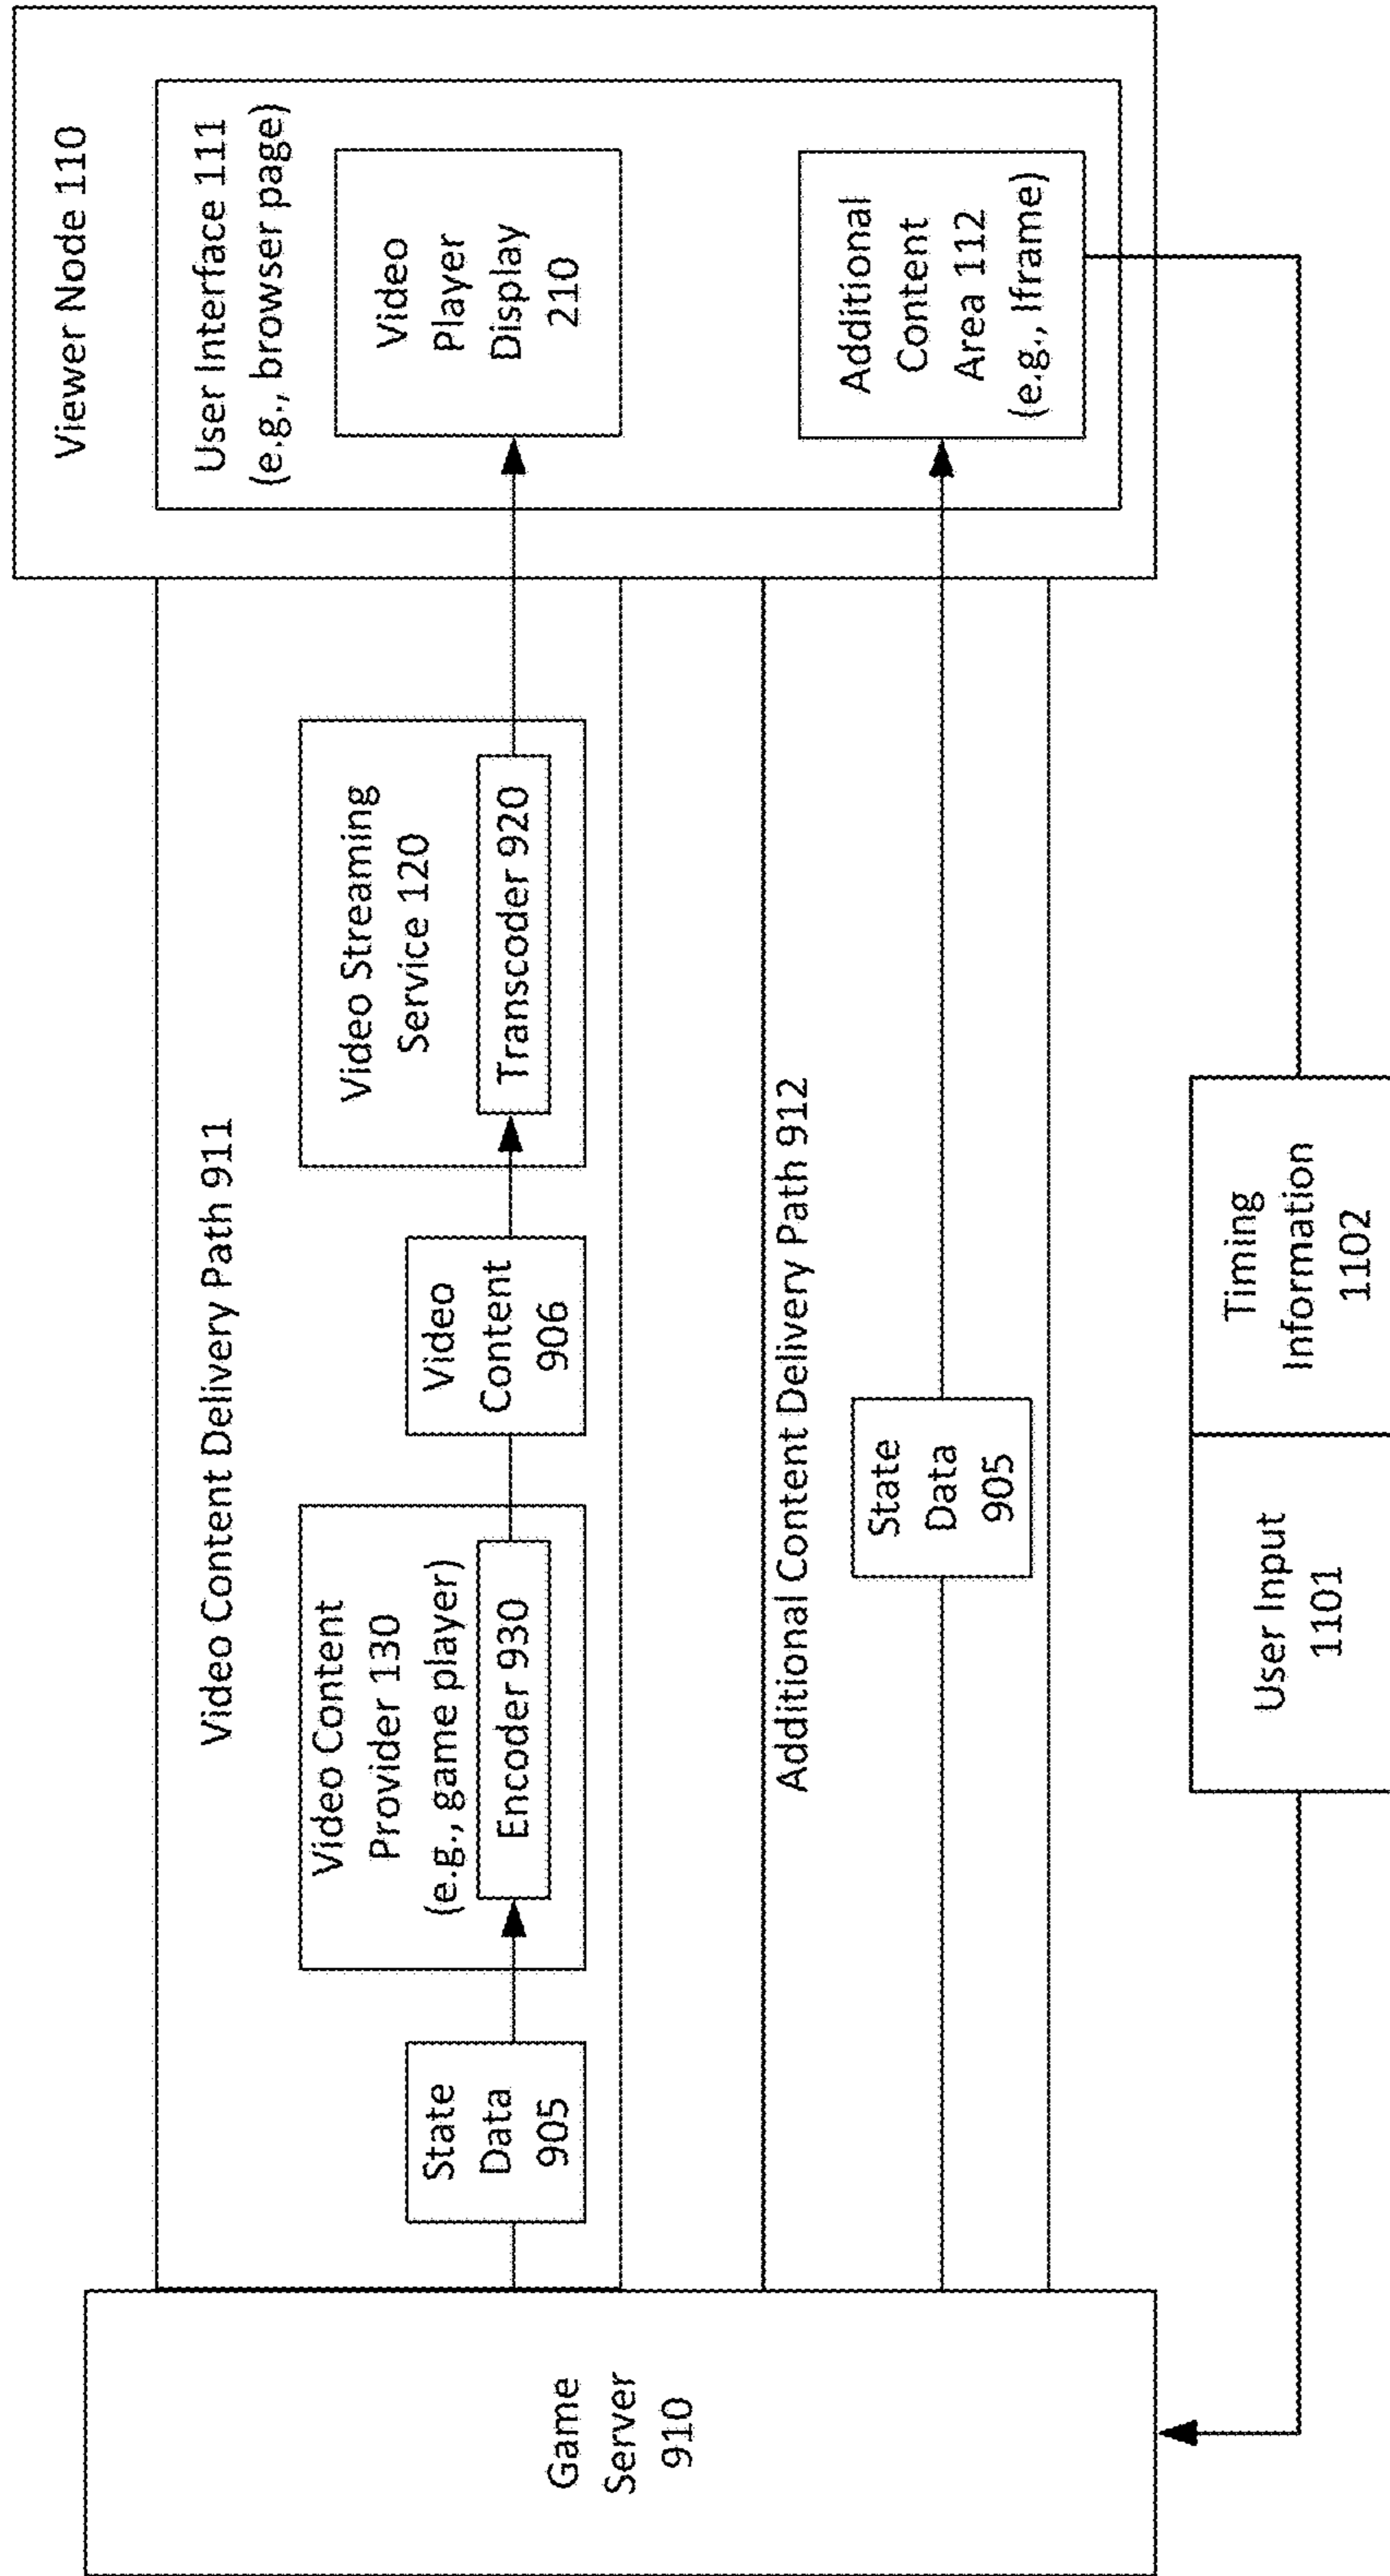 Game
Server
910
Video Content Delivery Path 911
State
Data
905
Video Content
Provider 130
(e.g., game player)
Encoder 930
Video
Content
906
Video Streaming
Service 120
Transcoder 920
Additional Content Delivery Path 912
State
Data
905
Viewer Node 110
User Interface 111
(e.g., browser page)
Video
Player
Display
210
Additional
Content
Area 112
(e.g., Iframe)
User Input
1101
Timing
Information
1102